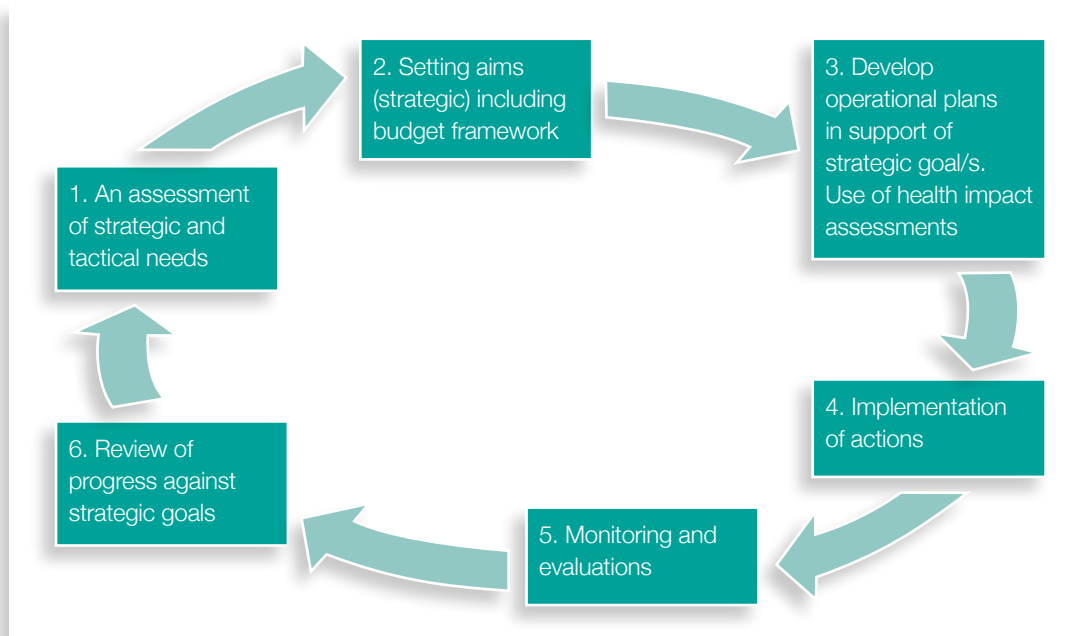 1. An assessment
of strategic and
tactical needs
2. Setting aims
(strategic) including
budget framework
3. Develop
operational plans
in support of
strategic goal/s.
Use of health impact
assessments
4. Implementation
of actions
5. Monitoring and
evaluations
6. Review of
progress against
strategic goals